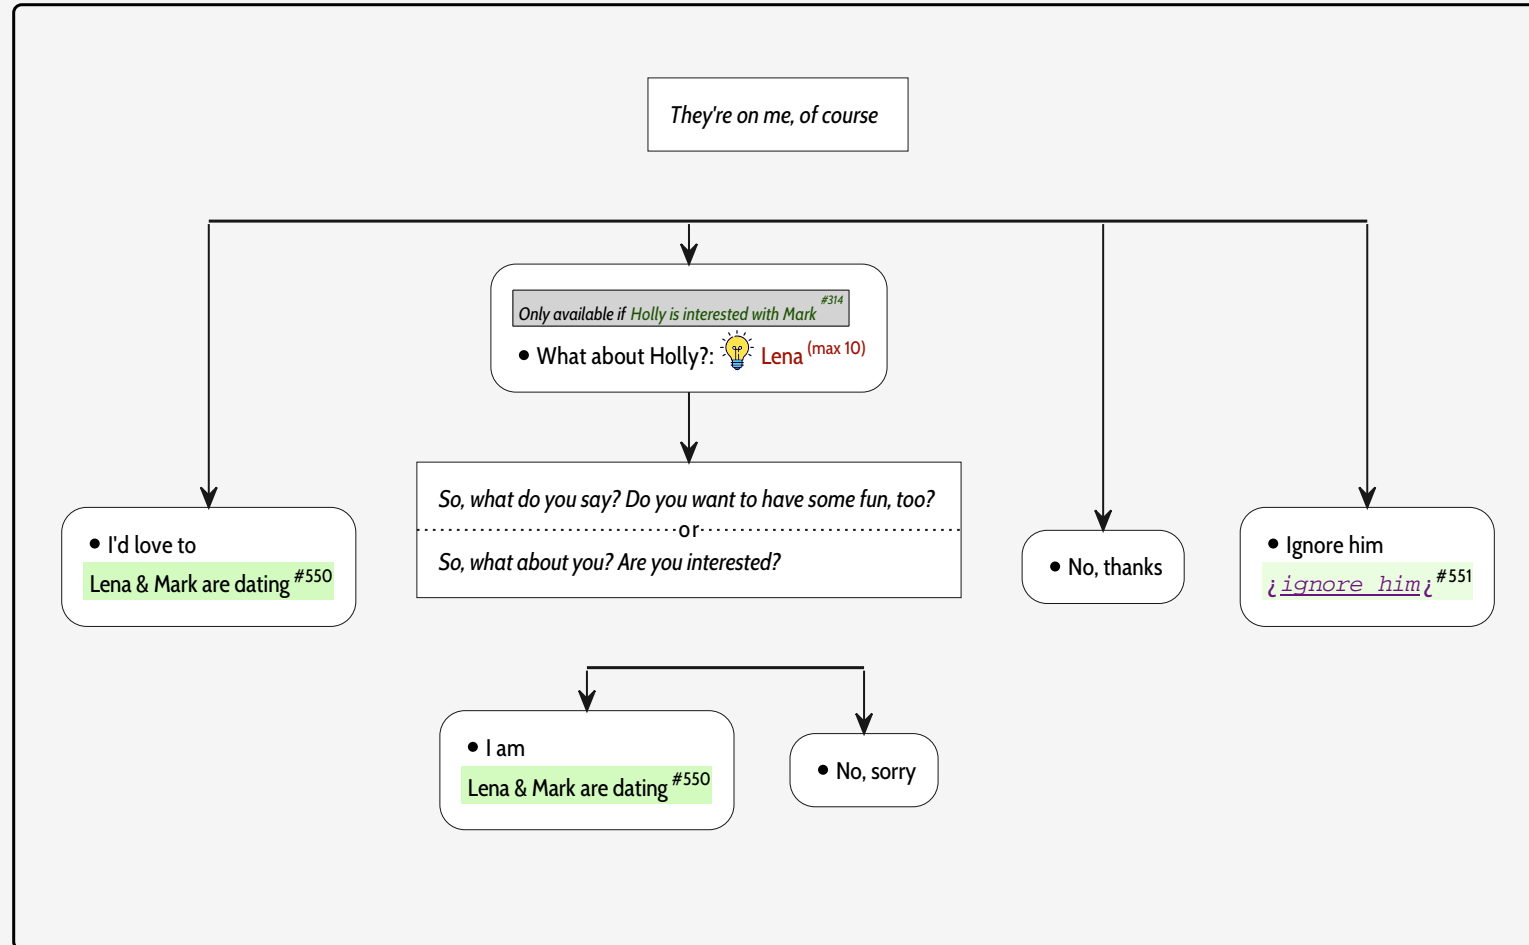 They're on me, of course
Only available if Holly is interested with Mark #314
• What about Holly?: Lena (max 10)
So, what do you say? Do you want to have some fun, too?
or
So, what about you? Are you interested?
• I'd love to
Lena & Mark are dating #550
• No, thanks
• Ignore him
¿ignore him¿ #551
• I am
Lena & Mark are dating #550
• No, sorry